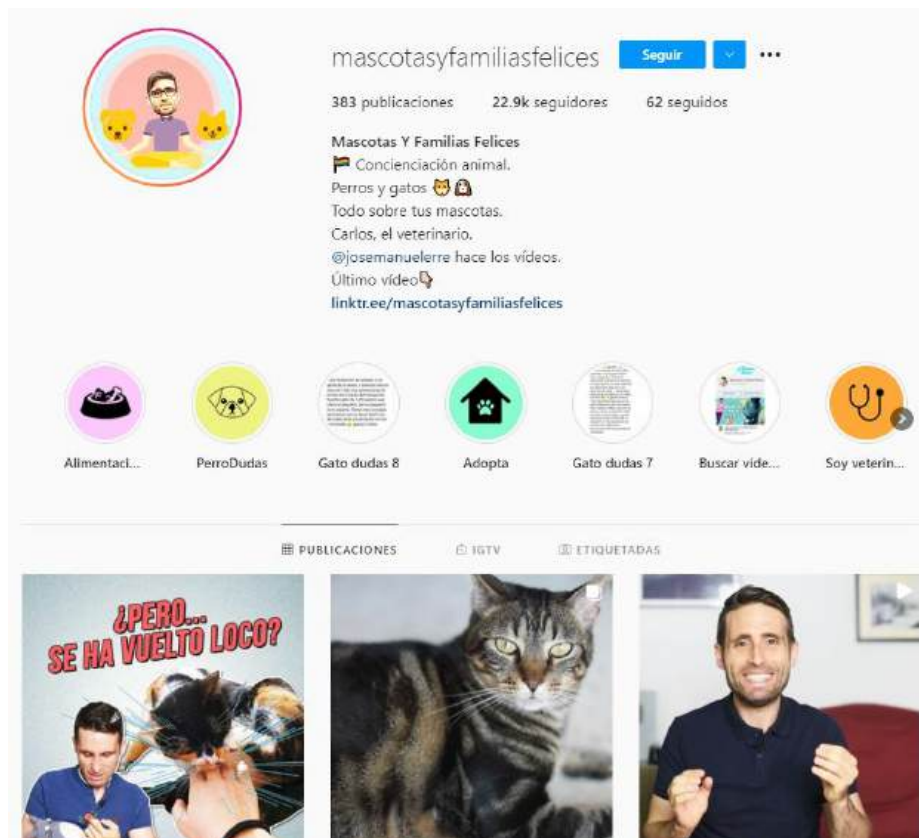 mascotasyfamiliasfelices Seguir
383 publicaciones 22.9k seguidores 62 seguidos
Mascotas Y Familias Felices
Concienciación animal.
Perros y gatos
Todo sobre tus mascotas.
Carlos, el veterinario.
@josemanuelerre hace los vídeos.
Último vídeo
linktr.ee/mascotasyfamiliasfelices
Alimentaci... PerroDudas Gato dudas 8 Adopta Gato dudas 7 Buscar vide... Soy veterin...
PUBLICACIONES IGTV ETIQUETADAS
¿PERO...
SE HA VUELTO LOCO?